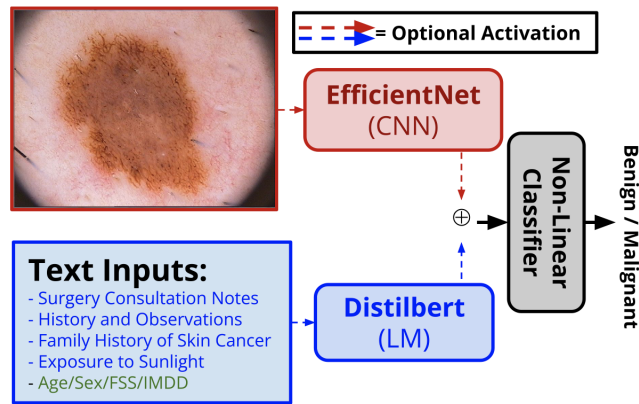 = Optional Activation
EfficientNet
(CNN)
⊕
Non-Linear
Classifier
Benign / Malignant
Text Inputs:
- Surgery Consultation Notes
- History and Observations
- Family History of Skin Cancer
- Exposure to Sunlight
- Age/Sex/FSS/IMDD
Distilbert
(LM)